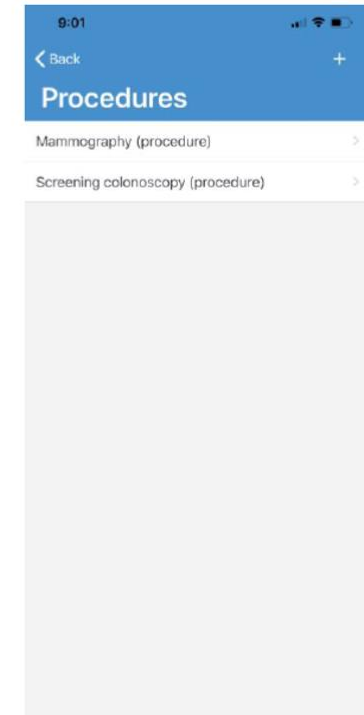 9:01
Back
+
Procedures
Mammography (procedure)
Screening colonoscopy (procedure)